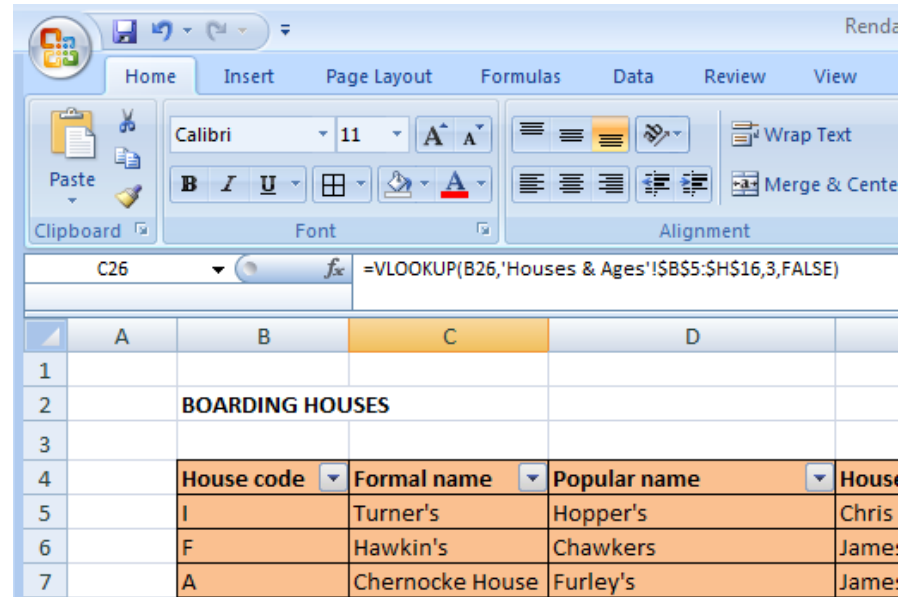 Renda
Home Insert Page Layout Formulas Data Review View
Calibri 11 A A Wrap Text
Paste B I U A Merge & Cente
Clipboard Font Alignment
C26 fx =VLOOKUP(B26,'Houses & Ages'!$B$5:$H$16,3,FALSE)
A B C D
1
2 BOARDING HOUSES
3
4 House code Formal name Popular name House
5 I Turner's Hopper's Chris
6 F Hawkin's Chawkers James
7 A Chernocke House Furley's James